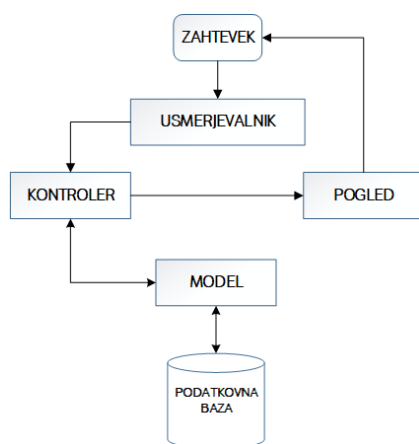 ZAHTEVEK
USMERJEVALNIK
KONTROLER
POGLED
MODEL
PODATKOVNA
BAZA